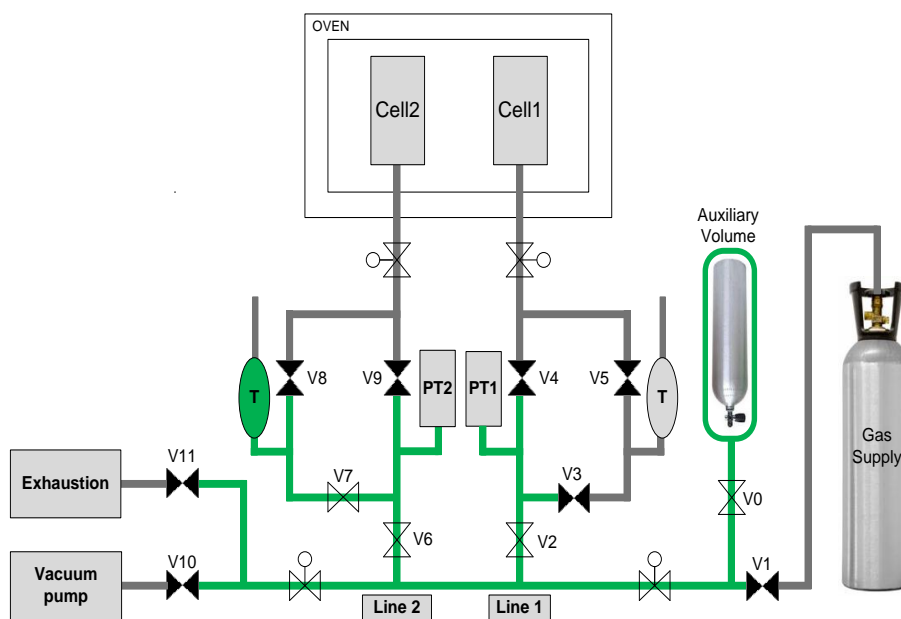 OVEN
Cell2
Cell1
Auxiliary
Volume
V8
V9
PT2
PT1
V4
V5
T
T
Gas
Supply
V11
V7
V3
V0
Exhaustion
V6
V2
V10
V1
Vacuum
pump
Line 2
Line 1